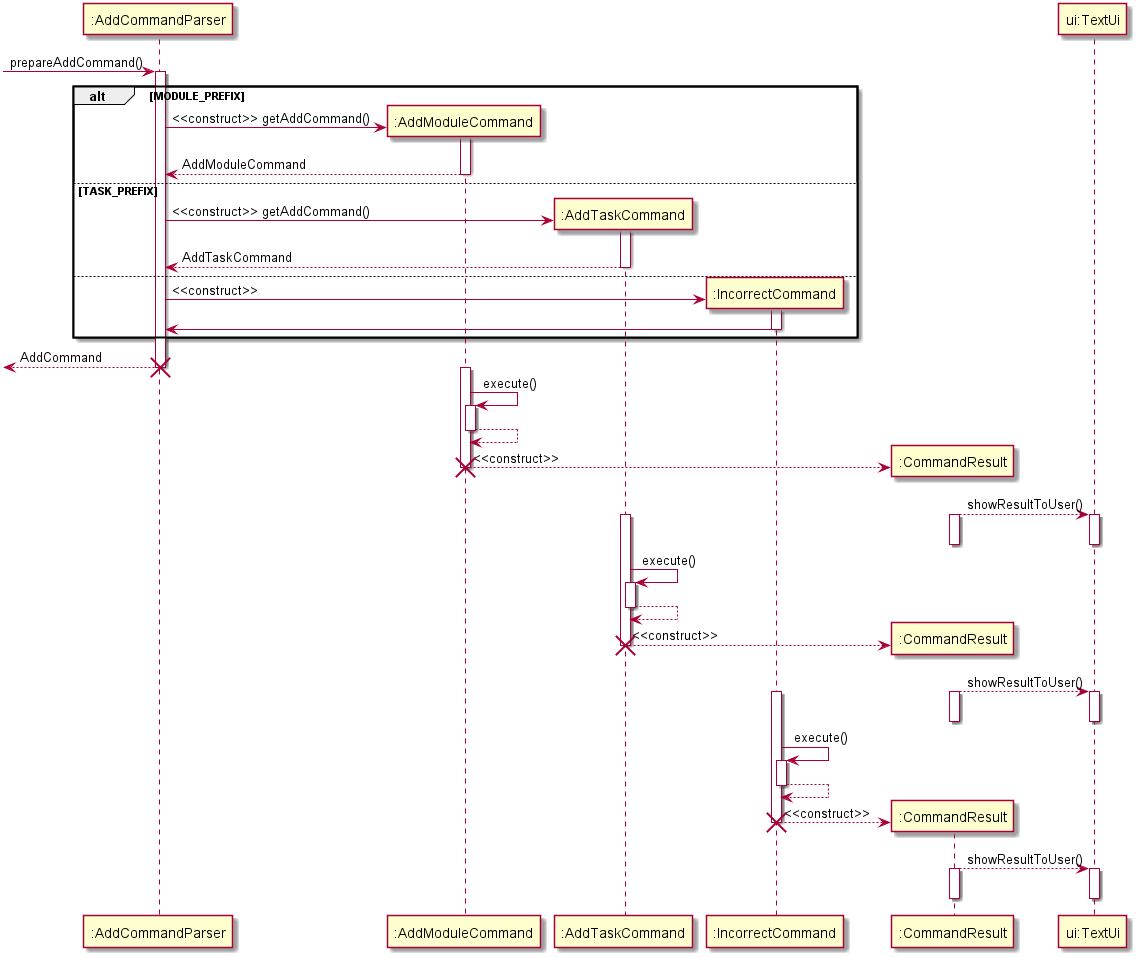 :AddCommandParser
ui:TextUi
prepareAddCommand()
alt
[MODULE_PREFIX]
<<construct>> getAddCommand()
:AddModuleCommand
AddModuleCommand
[TASK_PREFIX]
<<construct>> getAddCommand()
:AddTaskCommand
AddTaskCommand
<<construct>>
:IncorrectCommand
AddCommand
execute()
<<construct>>
:CommandResult
showResultToUser()
execute()
<<construct>>
:CommandResult
showResultToUser()
execute()
<<construct>>
:CommandResult
showResultToUser()
:AddCommandParser
:AddModuleCommand
:AddTaskCommand
:IncorrectCommand
:CommandResult
ui:TextUi